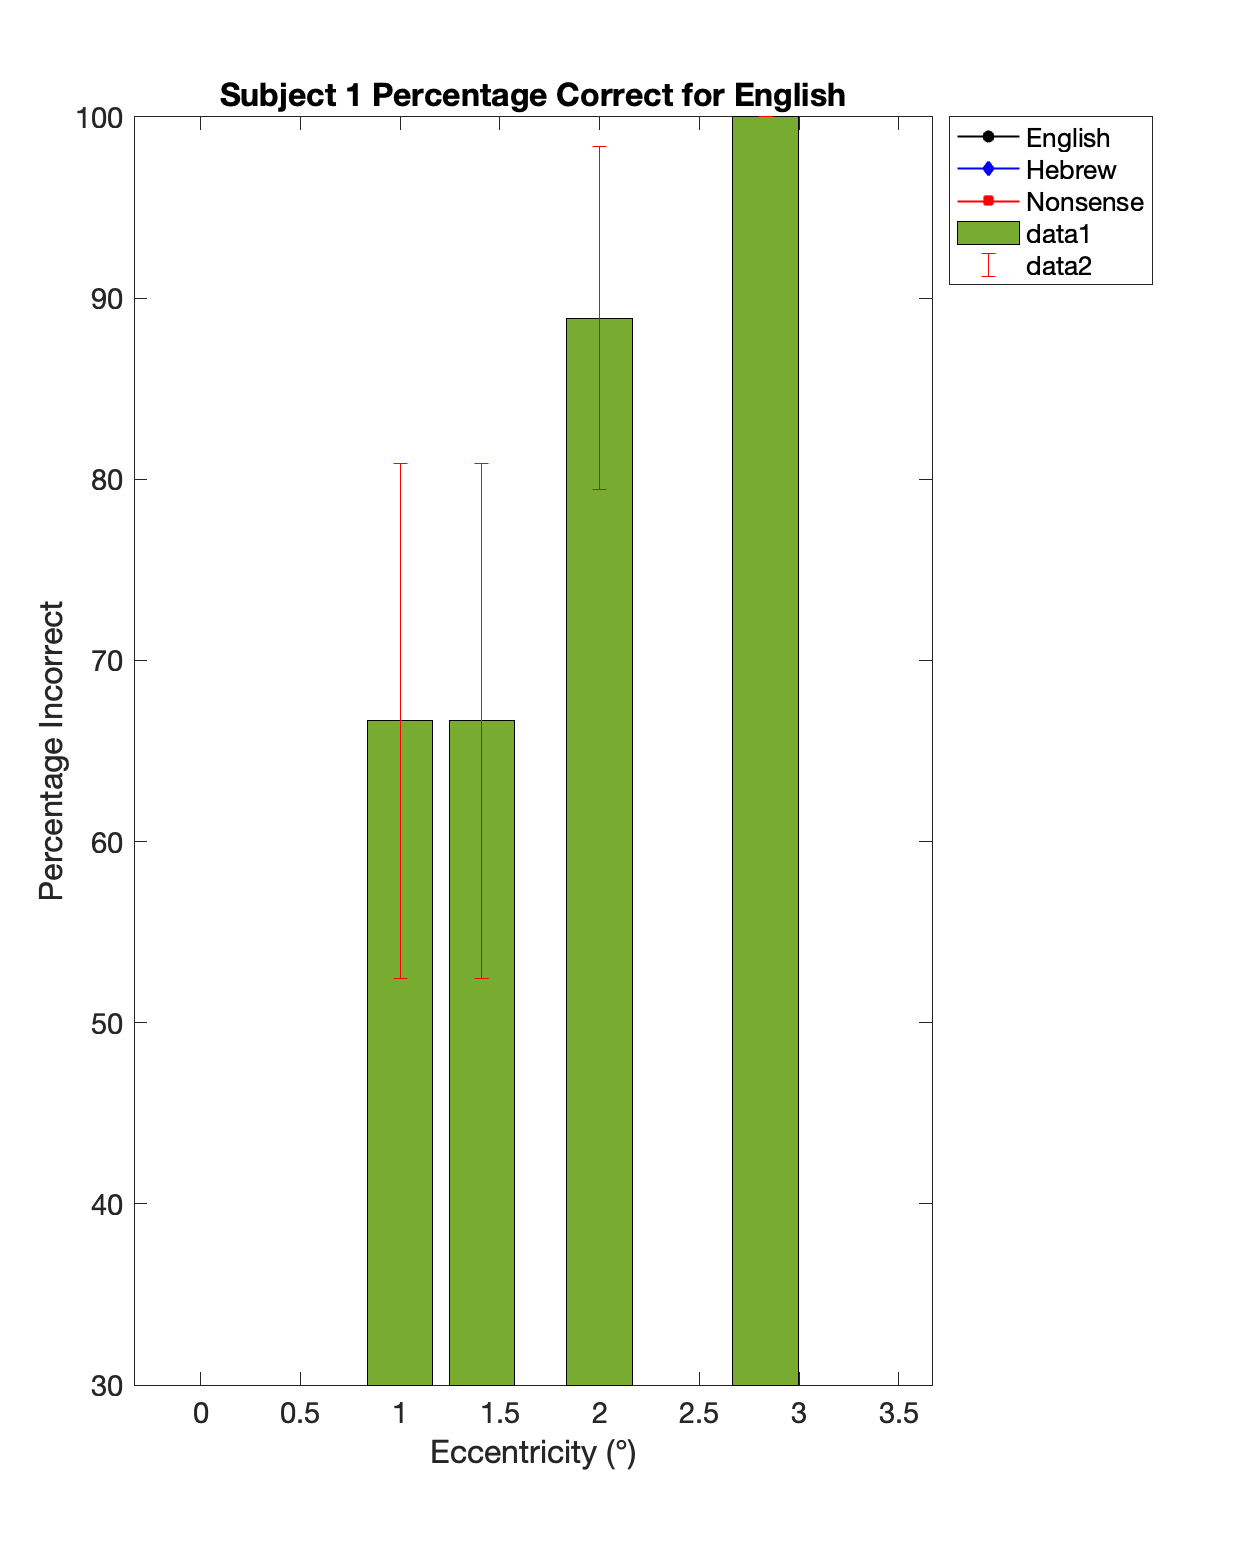 Subject 1 Percentage Correct for English
100
90
80
70
60
50
40
30
Percentage Incorrect
0 0.5 1 1.5 2 2.5 3 3.5
Eccentricity (°)
English
Hebrew
Nonsense
data1
data2